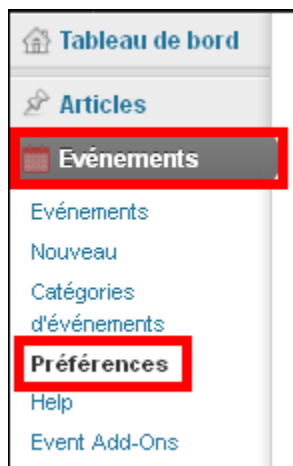 Tableau de bord
Articles
Evénements
Evénements
Nouveau
Catégories
d'événements
Préférences
Help
Event Add-Ons